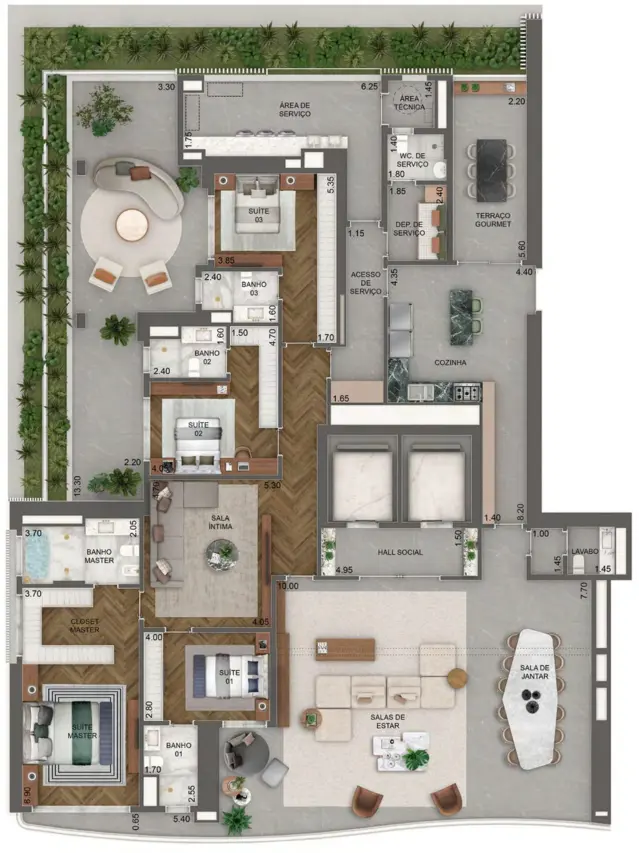 3.30
6.25
ÁREA DE
SERVIÇO
1.75
ÁREA
TÉCNICA
1.45
2.20
1.40
WC. DE
SERVIÇO
1.80
TERRAÇO
GOURMET
5.60
4.40
1.85
2.40
DEP. DE
SERVIÇO
5.35
SUÍTE
03
3.85
1.15
ACESSO
DE
SERVIÇO
4.35
2.40
BANHO
03
1.60
1.70
COZINHA
1.60
1.50
4.70
BANHO
02
2.40
1.65
SUÍTE
02
2.20
13.30
5.30
SALA
ÍNTIMA
4.05
1.40
8.20
3.70
2.05
BANHO
MASTER
HALL SOCIAL
4.95
1.50
1.00
1.45
LAVABO
1.45
10.00
7.70
3.70
CLOSET
MASTER
4.00
SUÍTE
01
2.80
SALA DE
JANTAR
SALAS DE
ESTAR
SUÍTE
MASTER
6.90
BANHO
01
1.70
2.55
0.65
5.40